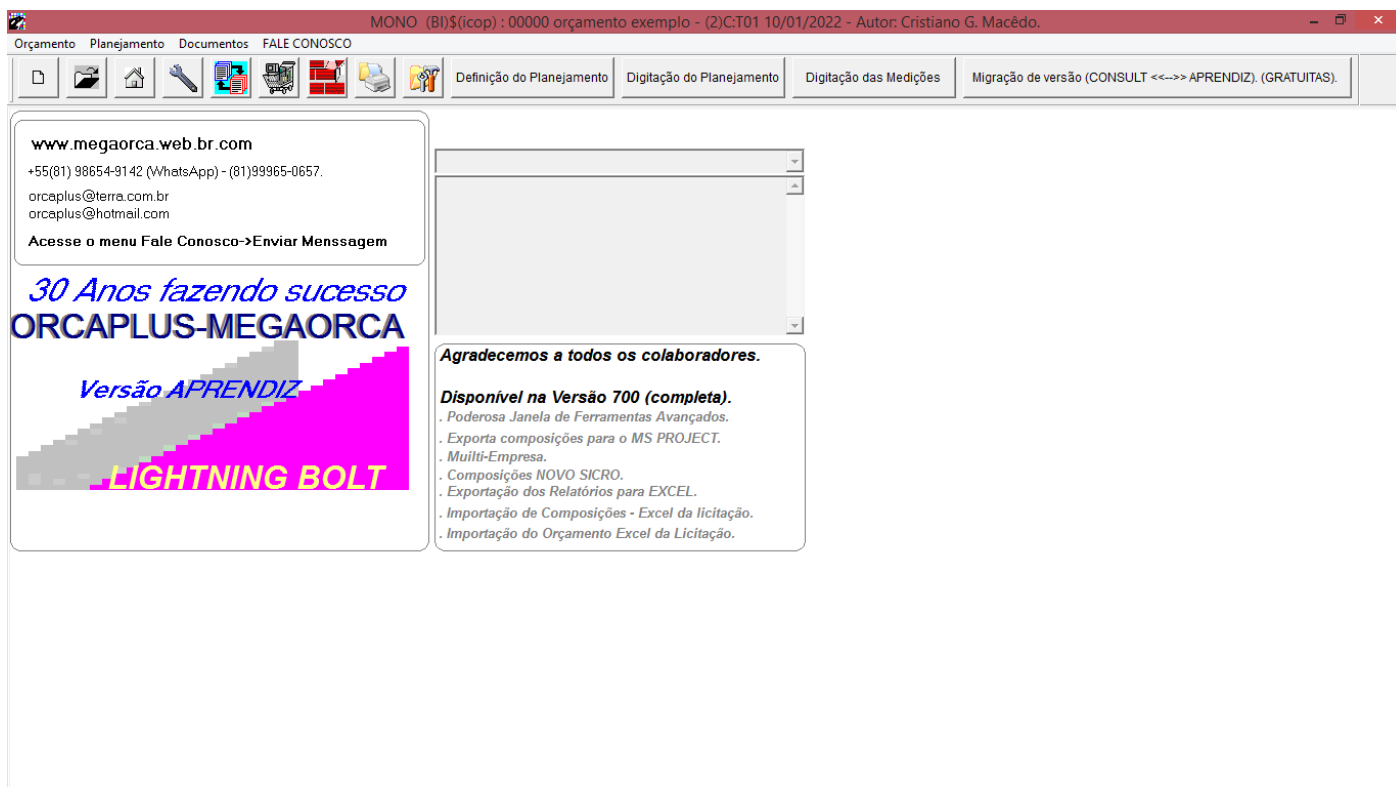 MONO (BI)$(icop) : 00000 orçamento exemplo - (2)C:T01 10/01/2022 - Autor: Cristiano G. Macêdo.
Orçamento Planejamento Documentos FALE CONOSCO
Definição do Planejamento Digitação do Planejamento Digitação das Medições Migração de versão (CONSULT <<-->> APRENDIZ). (GRATUITAS).
www.megaorca.web.br.com
+55(81) 98654-9142 (WhatsApp) - (81)99965-0657.
orcaplus@terra.com.br
orcaplus@hotmail.com
Acesse o menu Fale Conosco->Enviar Menssagem
30 Anos fazendo sucesso
ORCAPLUS-MEGAORCA
Versão APRENDIZ
LIGHTNING BOLT
Agradecemos a todos os colaboradores.
Disponível na Versão 700 (completa).
. Poderosa Janela de Ferramentas Avançados.
. Exporta composições para o MS PROJECT.
. Muilti-Empresa.
. Composições NOVO SICRO.
. Exportação dos Relatórios para EXCEL.
. Importação de Composições - Excel da licitação.
. Importação do Orçamento Excel da Licitação.